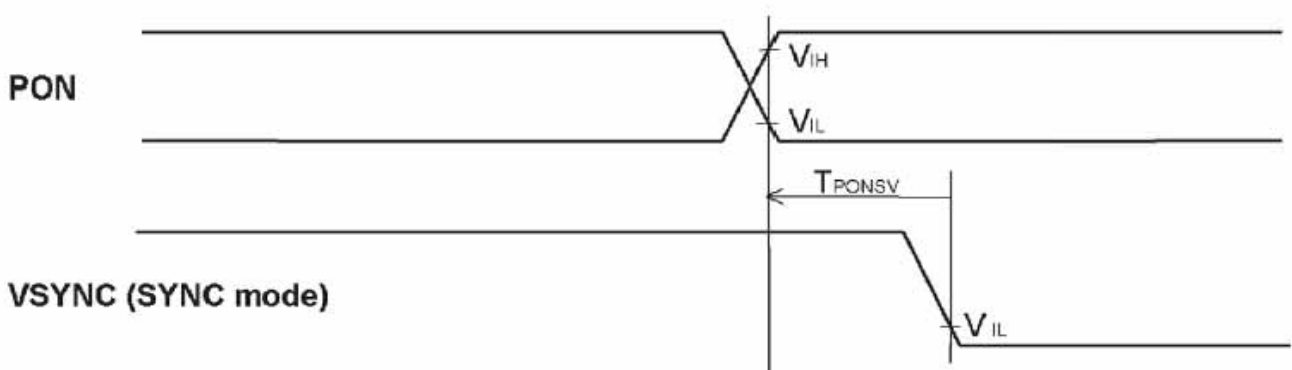 PON
VIH
VIL
TPONSV
VSYNC (SYNC mode)
VIL